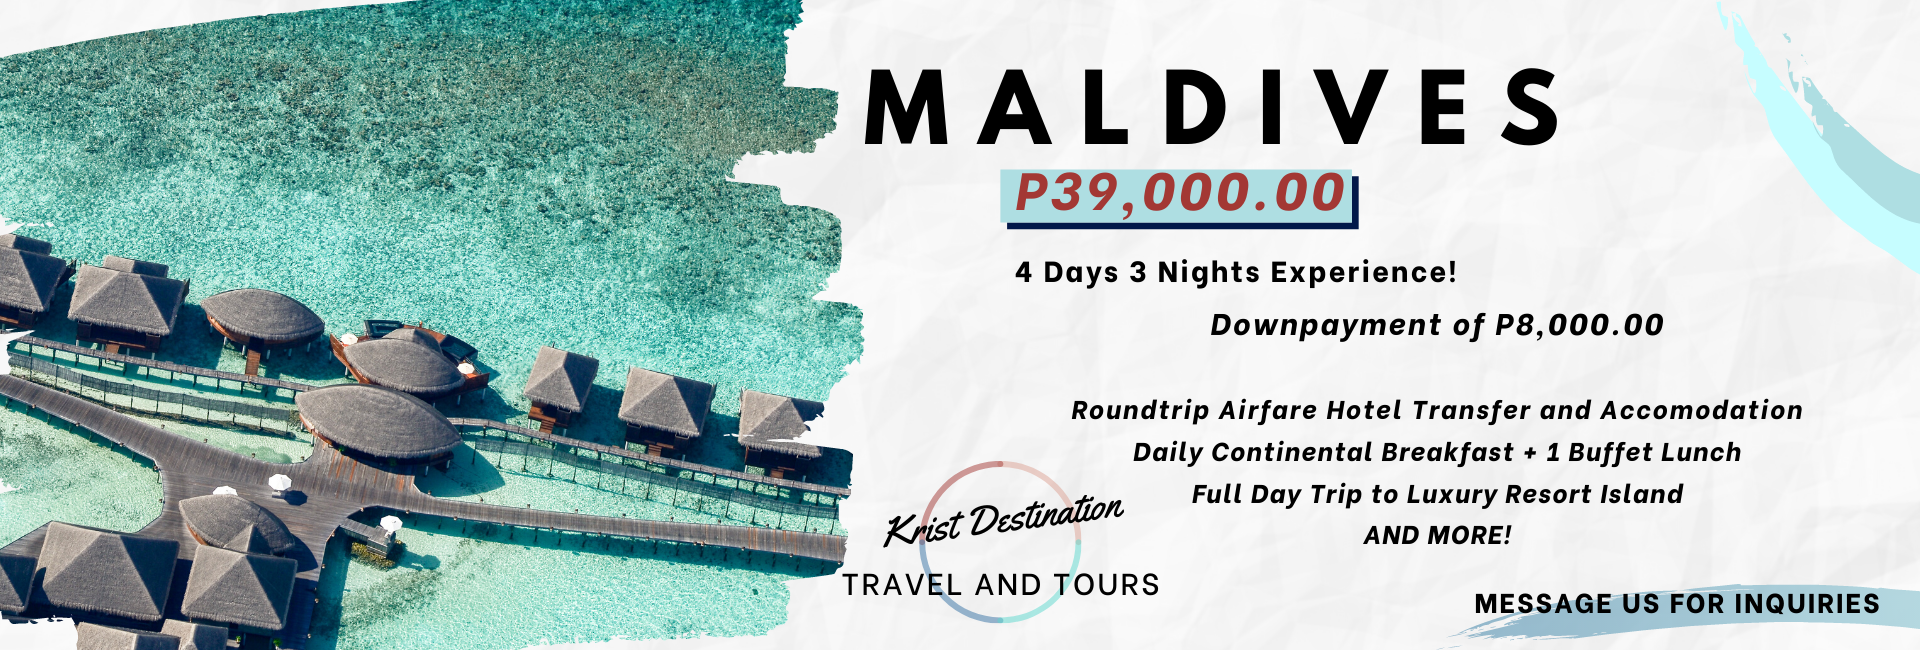 MALDIVES
P39,000.00
4 Days 3 Nights Experience!
Downpayment of P8,000.00
Roundtrip Airfare Hotel Transfer and Accomodation
Daily Continental Breakfast + 1 Buffet Lunch
Full Day Trip to Luxury Resort Island
AND MORE!
Krist Destination
TRAVEL AND TOURS
MESSAGE US FOR INQUIRIES